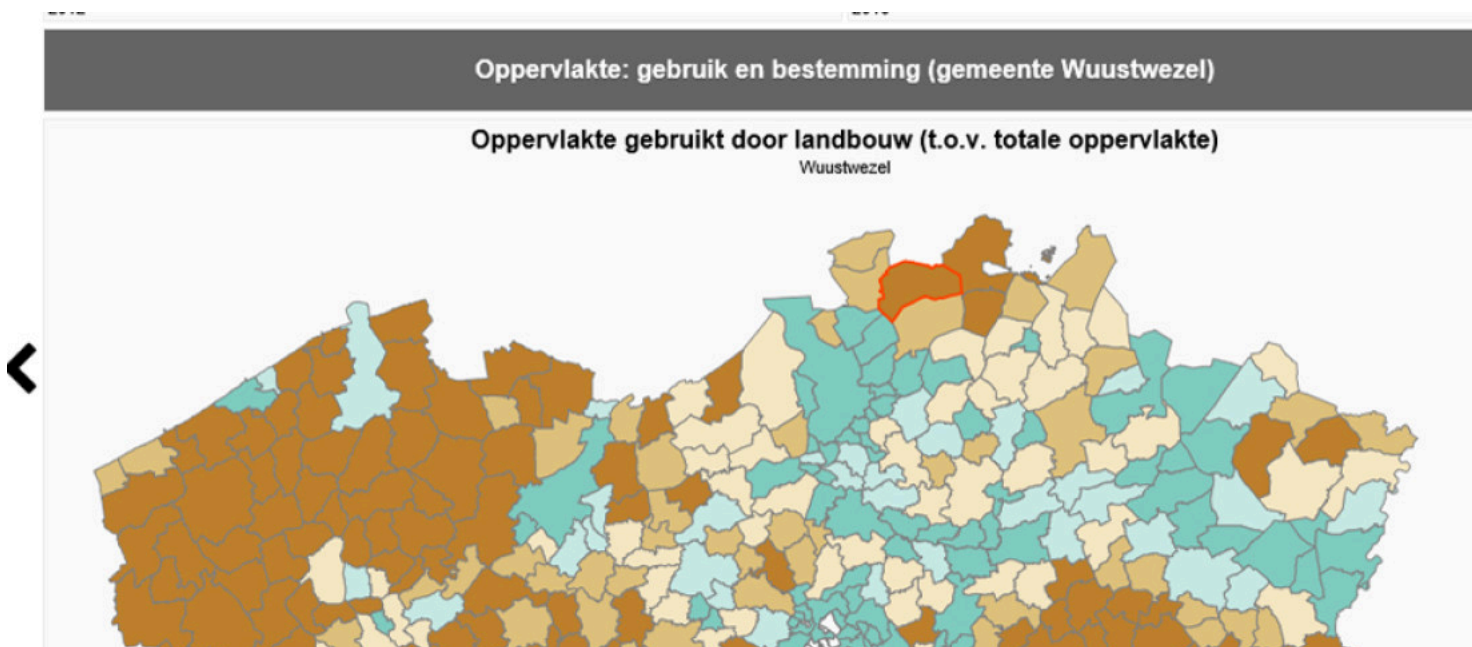 Oppervlakte: gebruik en bestemming (gemeente Wuustwezel)
Oppervlakte gebruikt door landbouw (t.o.v. totale oppervlakte)
Wuustwezel